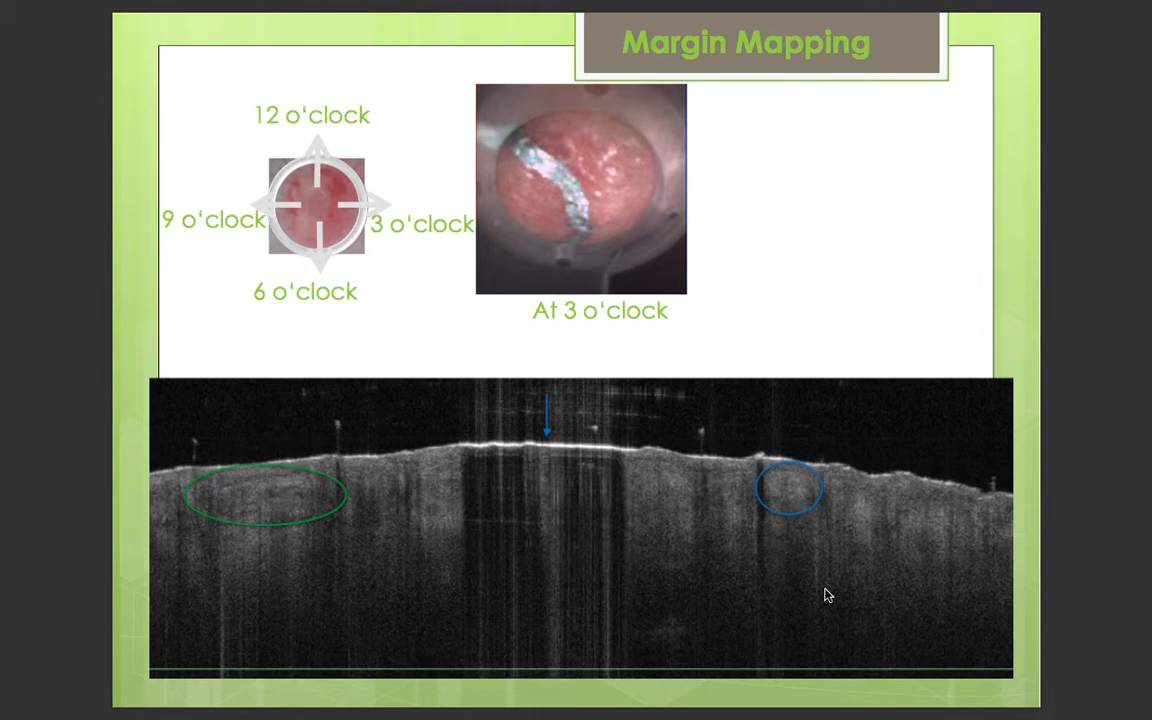 Margin Mapping
12 o‘clock
9 o‘clock
3 o‘clock
6 o‘clock
At 3 o‘clock